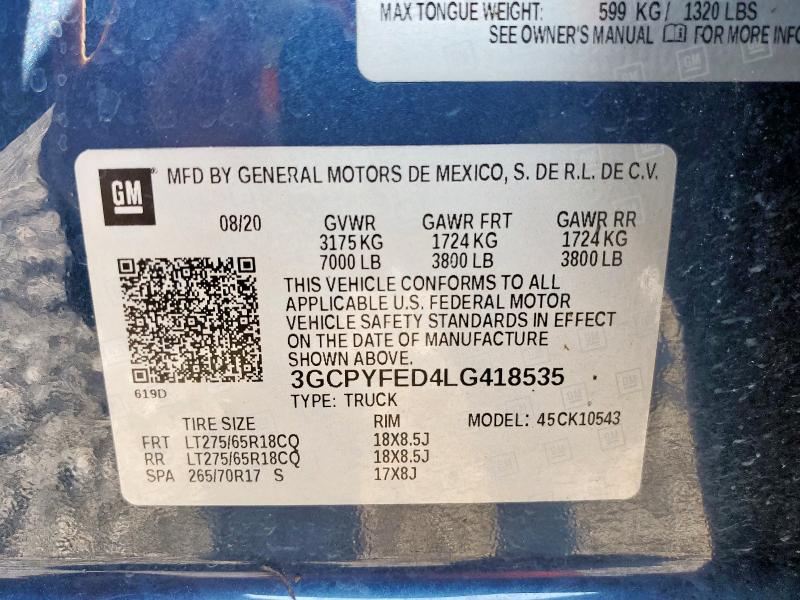 MAX TONGUE WEIGHT: 599 KG/ 1320 LBS
SEE OWNER'S MANUAL FOR MORE INFO
GM
MFD BY GENERAL MOTORS DE MEXICO, S. DE R.L. DE C.V.
08/20 GVWR GAWR FRT GAWR RR
3175 KG 1724 KG 1724 KG
7000 LB 3800 LB 3800 LB
THIS VEHICLE CONFORMS TO ALL
APPLICABLE U.S. FEDERAL MOTOR
VEHICLE SAFETY STANDARDS IN EFFECT
ON THE DATE OF MANUFACTURE
SHOWN ABOVE.
619D
3GCPYFED4LG418535
TYPE: TRUCK
TIRE SIZE RIM MODEL: 45CK10543
FRT LT275/65R18CQ 18X8.5J
RR LT275/65R18CQ 18X8.5J
SPA 265/70R17 S 17X8J